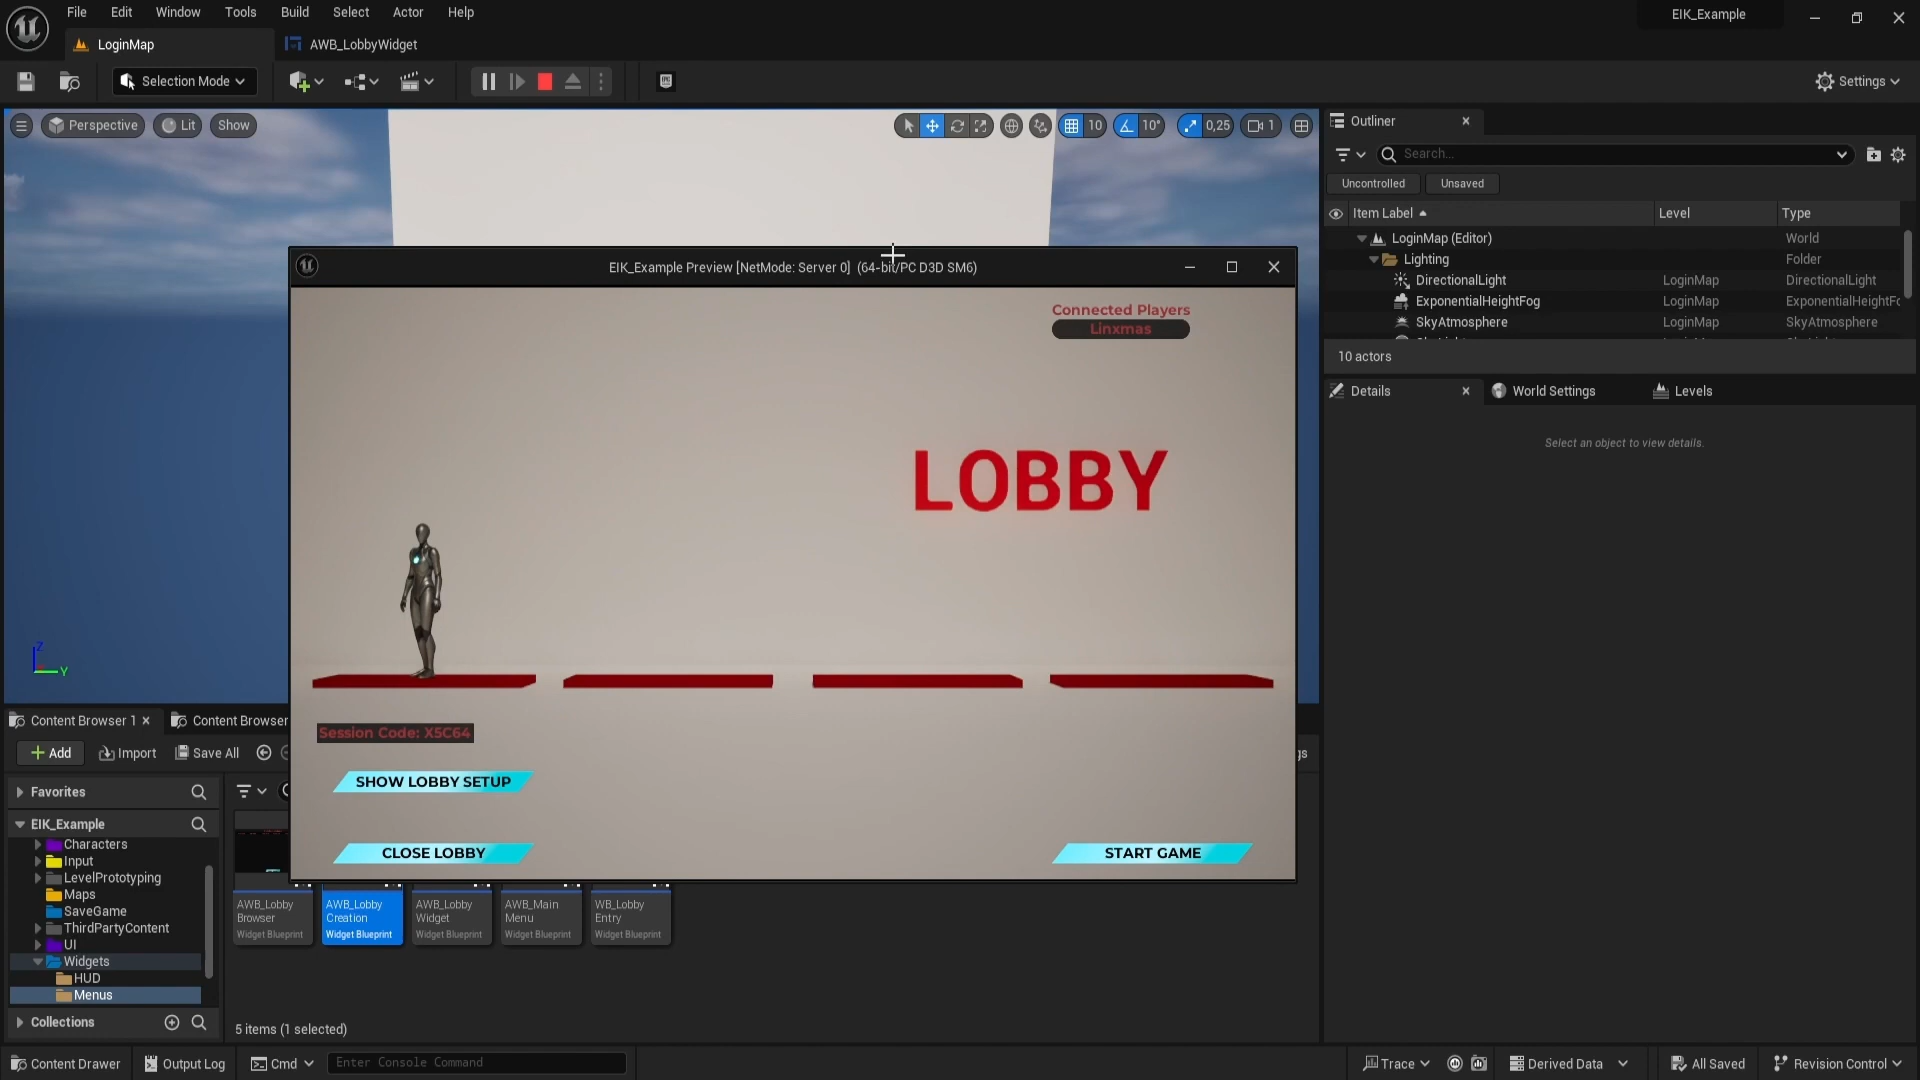 File Edit Window Tools Build Select Actor Help
EIK_Example
LoginMap
AWB_LobbyWidget
Selection Mode
Settings
Perspective Lit Show
10 10° 0,25 1
Outliner
Search...
Uncontrolled Unsaved
Item Label Level Type
LoginMap (Editor) World
Lighting Folder
DirectionalLight LoginMap DirectionalLight
ExponentialHeightFog LoginMap ExponentialHeightFo
SkyAtmosphere LoginMap SkyAtmosphere
10 actors
Details World Settings Levels
Select an object to view details.
EIK_Example Preview [NetMode: Server 0] (64-bit/PC D3D SM6)
Connected Players
Linxmas
LOBBY
Session Code: X5C64
SHOW LOBBY SETUP
CLOSE LOBBY
START GAME
Z
Y
Content Browser 1 Content Browser
Add Import Save All
gs
Favorites
EIK_Example
Characters
Input
LevelPrototyping
Maps
SaveGame
ThirdPartyContent
UI
Widgets
HUD
Menus
Collections
AWB_Lobby
Browser
Widget Blueprint
AWB_Lobby
Creation
Widget Blueprint
AWB_Lobby
Widget
Widget Blueprint
AWB_Main
Menu
Widget Blueprint
WB_Lobby
Entry
Widget Blueprint
5 items (1 selected)
Content Drawer Output Log Cmd Enter Console Command
Trace Derived Data All Saved Revision Control